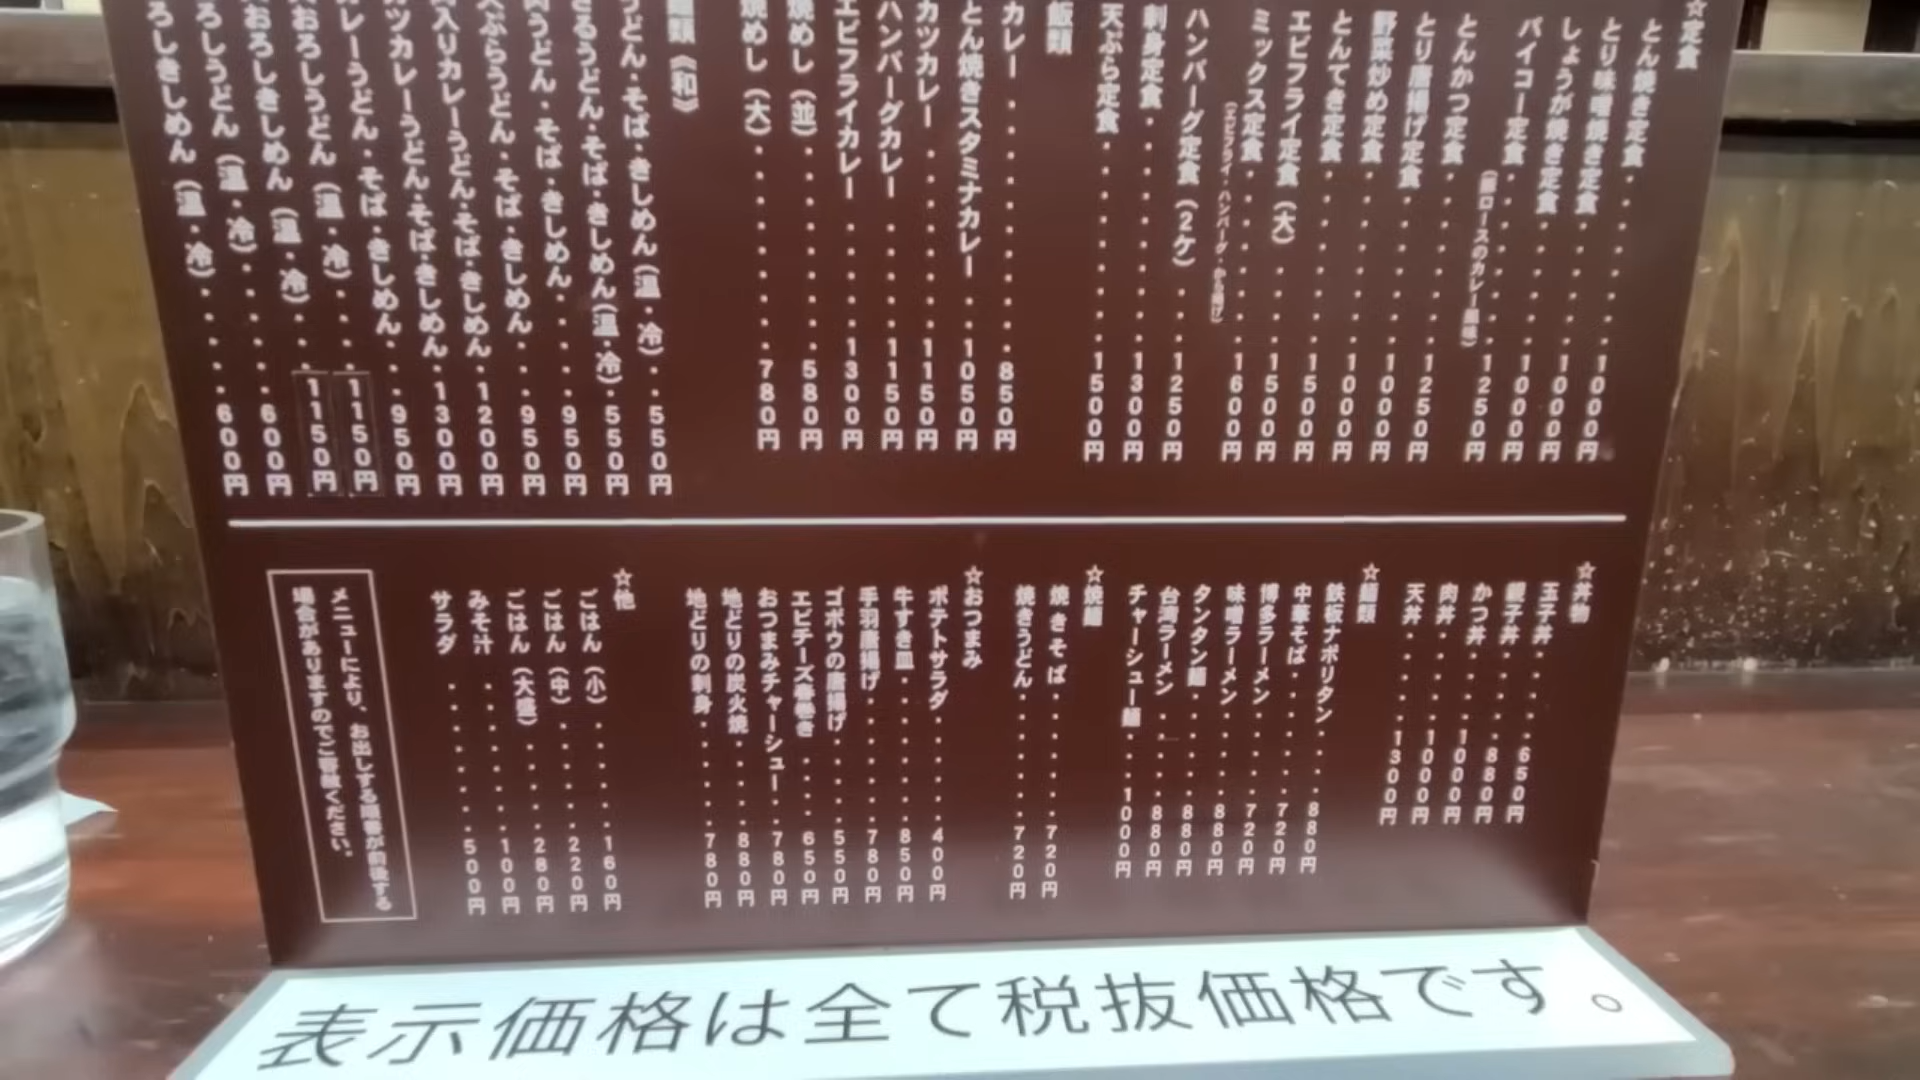 ☆定食
とん焼き定食・・・・・・・1000円
とり味噌焼き定食・・・・・・1000円
しょうが焼き定食・・・・・・1000円
パイコー定食・・・・・・・1250円
(豚ロースのカレー風味)
とんかつ定食・・・・・・・1250円
とり唐揚げ定食・・・・・・1000円
野菜炒め定食・・・・・・・1000円
とんてき定食・・・・・・・1500円
エビフライ定食(大)・・・・1500円
ミックス定食・・・・・・・1600円
(エビフライ・ハンバーグ・から揚げ)
ハンバーグ定食(2ケ)・・・1250円
刺身定食・・・・・・・・1300円
天ぷら定食・・・・・・・1500円
飯類
カレー・・・・・・・・850円
とん焼きスタミナカレー・・1050円
カツカレー・・・・・・1150円
ハンバーグカレー・・・・1150円
エビフライカレー・・・・1300円
焼めし(並)・・・・・・580円
焼めし(大)・・・・・・780円
麺類《和》
うどん・そば・きしめん(温・冷)・・550円
ざるうどん・そば・きしめん(温・冷)・550円
肉うどん・そば・きしめん・・・・950円
天ぷらうどん・そば・きしめん・・・950円
肉入りカレーうどん・そば・きしめん・1200円
カツカレーうどん・そば・きしめん・1300円
カレーうどん・そば・きしめん・・・950円
おろしうどん(温・冷)・・・・1150円
おろしきしめん(温・冷)・・・1150円
ろしうどん(温・冷)・・・・600円
ろしきしめん(温・冷)・・・・600円
☆丼物
玉子丼・・・・・650円
親子丼・・・・・880円
かつ丼・・・・・1000円
肉丼・・・・・・1000円
天丼・・・・・・1300円
☆麺類
鉄板ナポリタン・・・880円
中華そば・・・・・・720円
博多ラーメン・・・・720円
味噌ラーメン・・・・880円
タンタン麺・・・・・880円
台湾ラーメン・・・・880円
チャーシュー麺・・・1000円
☆焼麺
焼きそば・・・・・・720円
焼きうどん・・・・・720円
☆おつまみ
ポテトサラダ・・・・400円
牛すき皿・・・・・・850円
手羽唐揚げ・・・・・780円
ゴボウの唐揚げ・・・550円
エビチーズ春巻き・・・650円
おつまみチャーシュー・・780円
地どりの炭火焼・・・・880円
地どりの刺身・・・・・780円
☆他
ごはん(小)・・・・・160円
ごはん(中)・・・・・220円
ごはん(大盛)・・・・280円
みそ汁・・・・・・・100円
サラダ・・・・・・・500円
メニューにより、お出しする順番が前後する
場合がありますのでご容赦ください。
表示価格は全て税抜価格です。